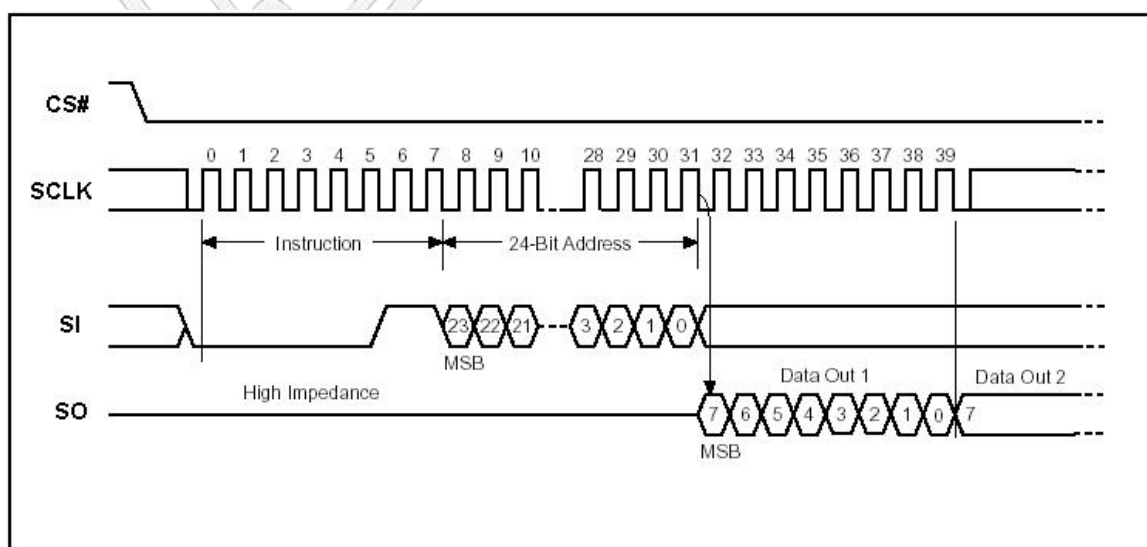 CS#
0 1 2 3 4 5 6 7 8 9 10 28 29 30 31 32 33 34 35 36 37 38 39
SCLK
Instruction 24-Bit Address
SI
23 22 21 3 2 1 0
MSB
High Impedance
Data Out 1 Data Out 2
SO
7 6 5 4 3 2 1 0 7
MSB